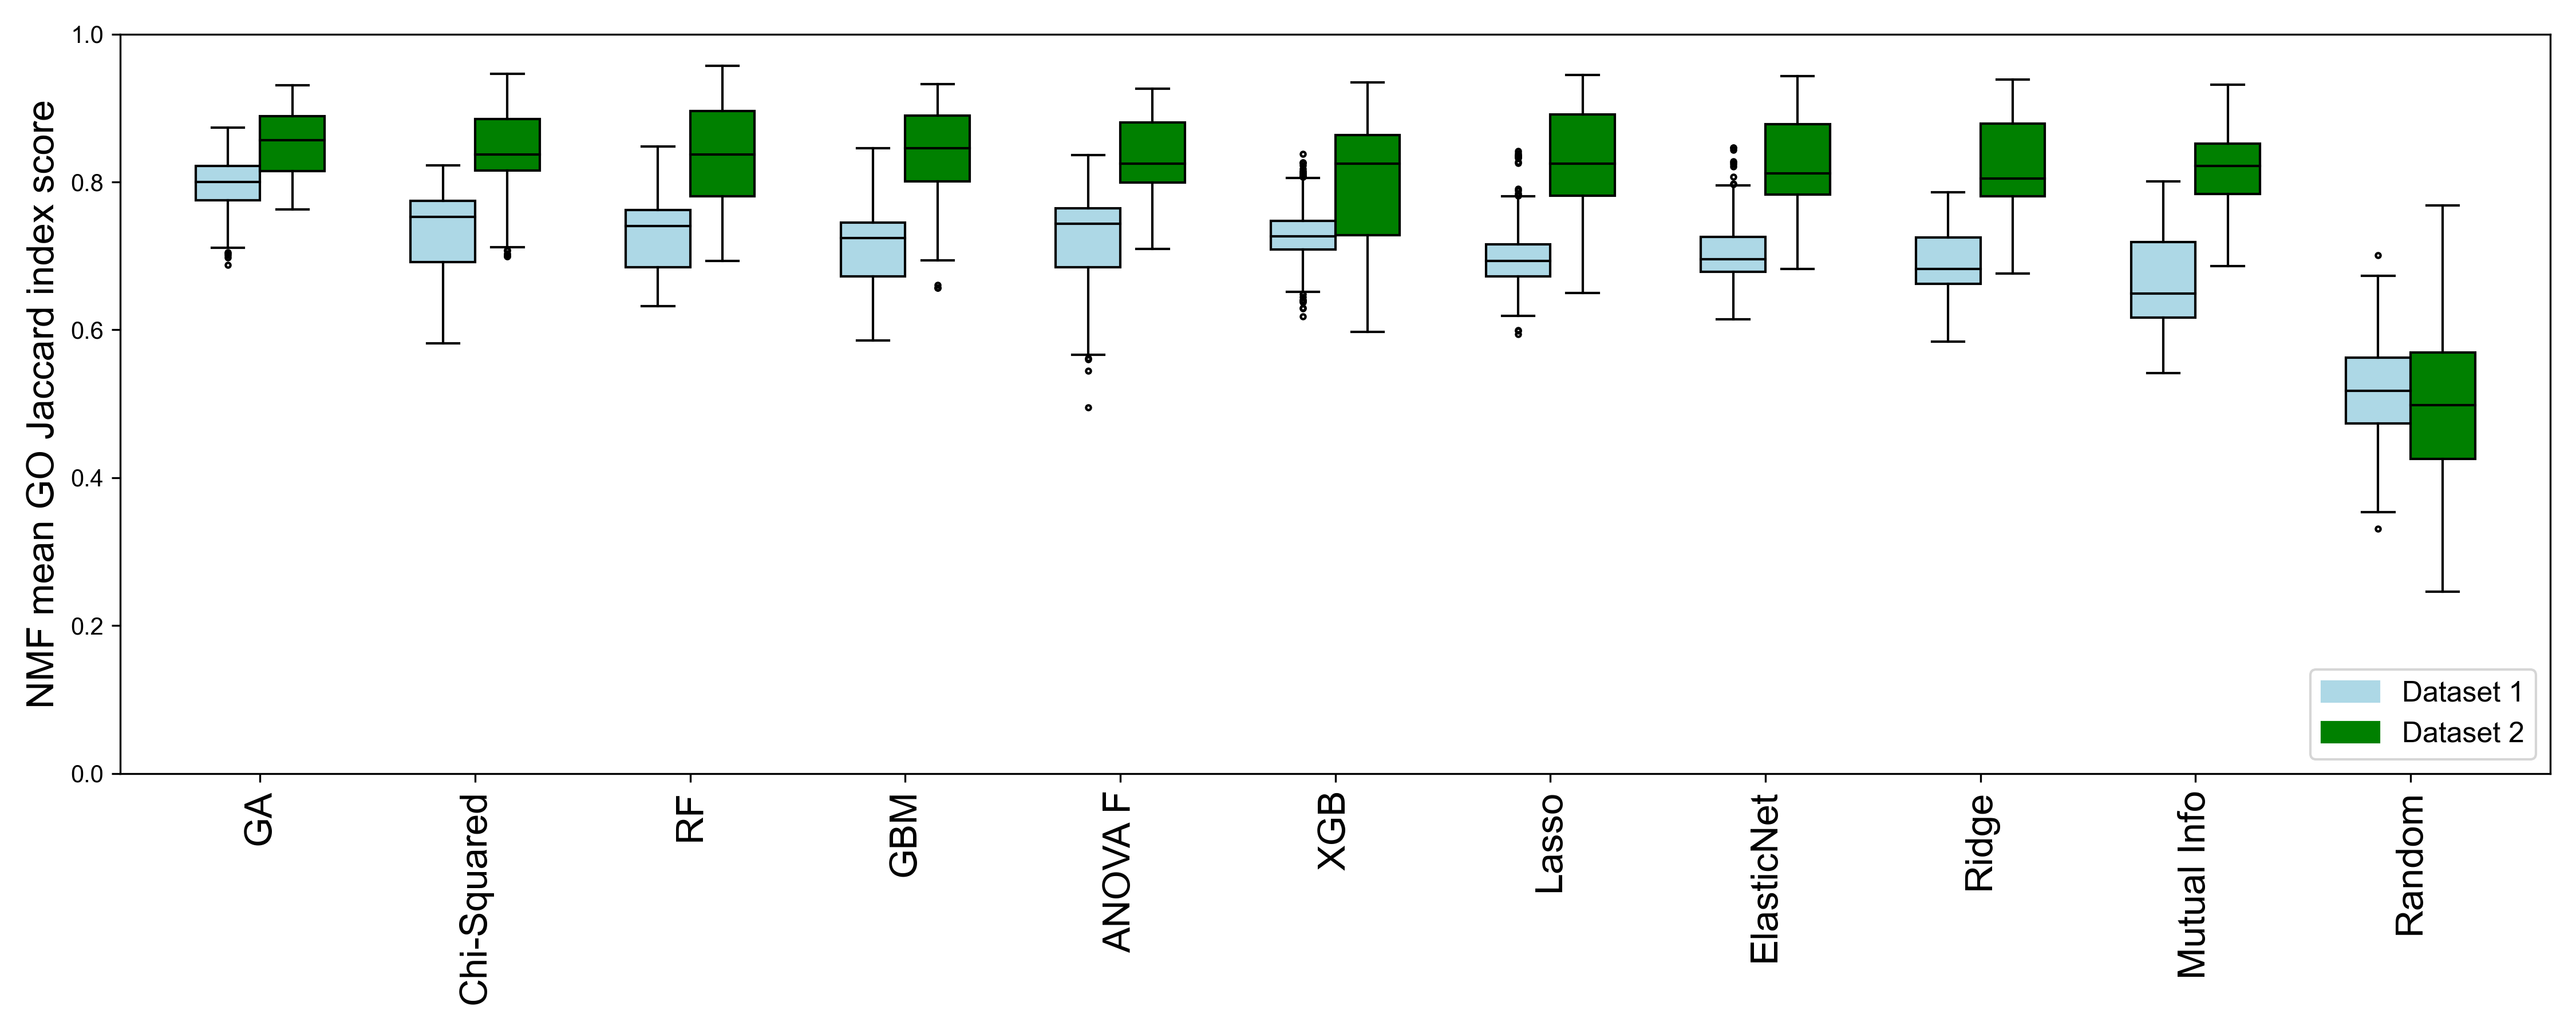 NMF mean GO Jaccard index score
1.0
0.8
0.6
0.4
0.2
0.0
GA
Chi-Squared
RF
GBM
ANOVA F
XGB
Lasso
ElasticNet
Ridge
Mutual Info
Random
Dataset 1
Dataset 2